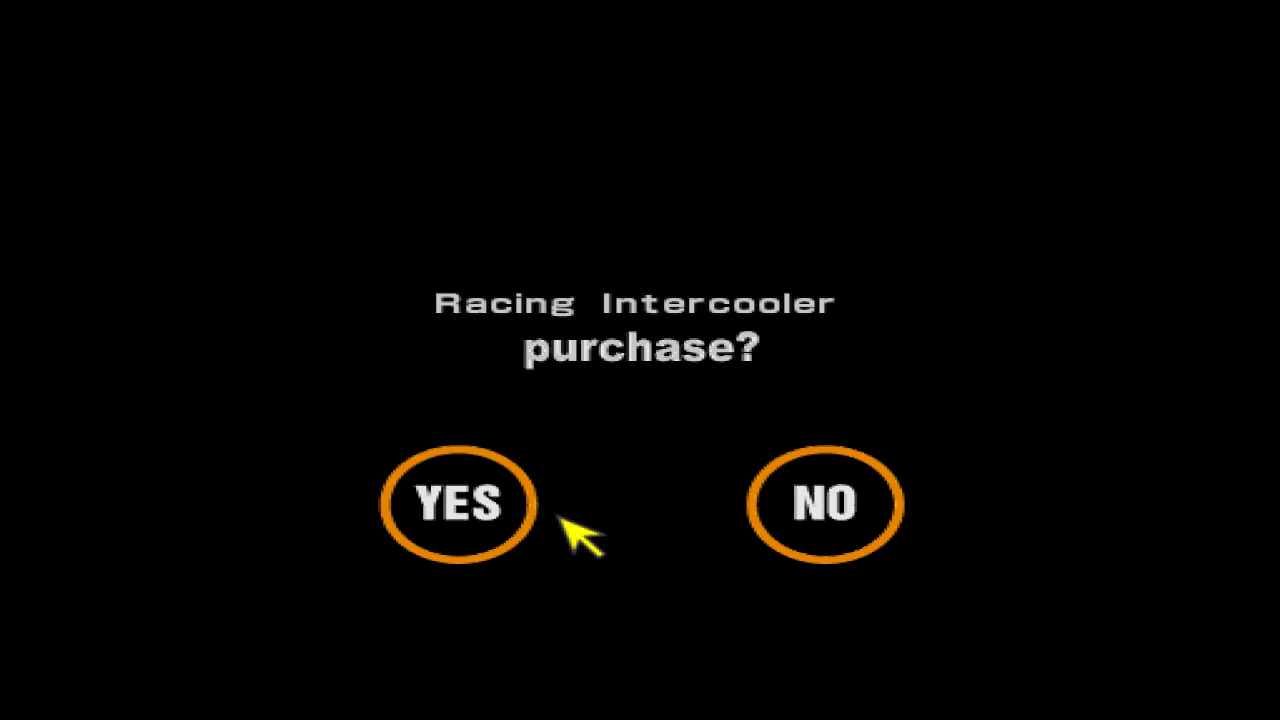 Racing Intercooler
purchase?
YES NO